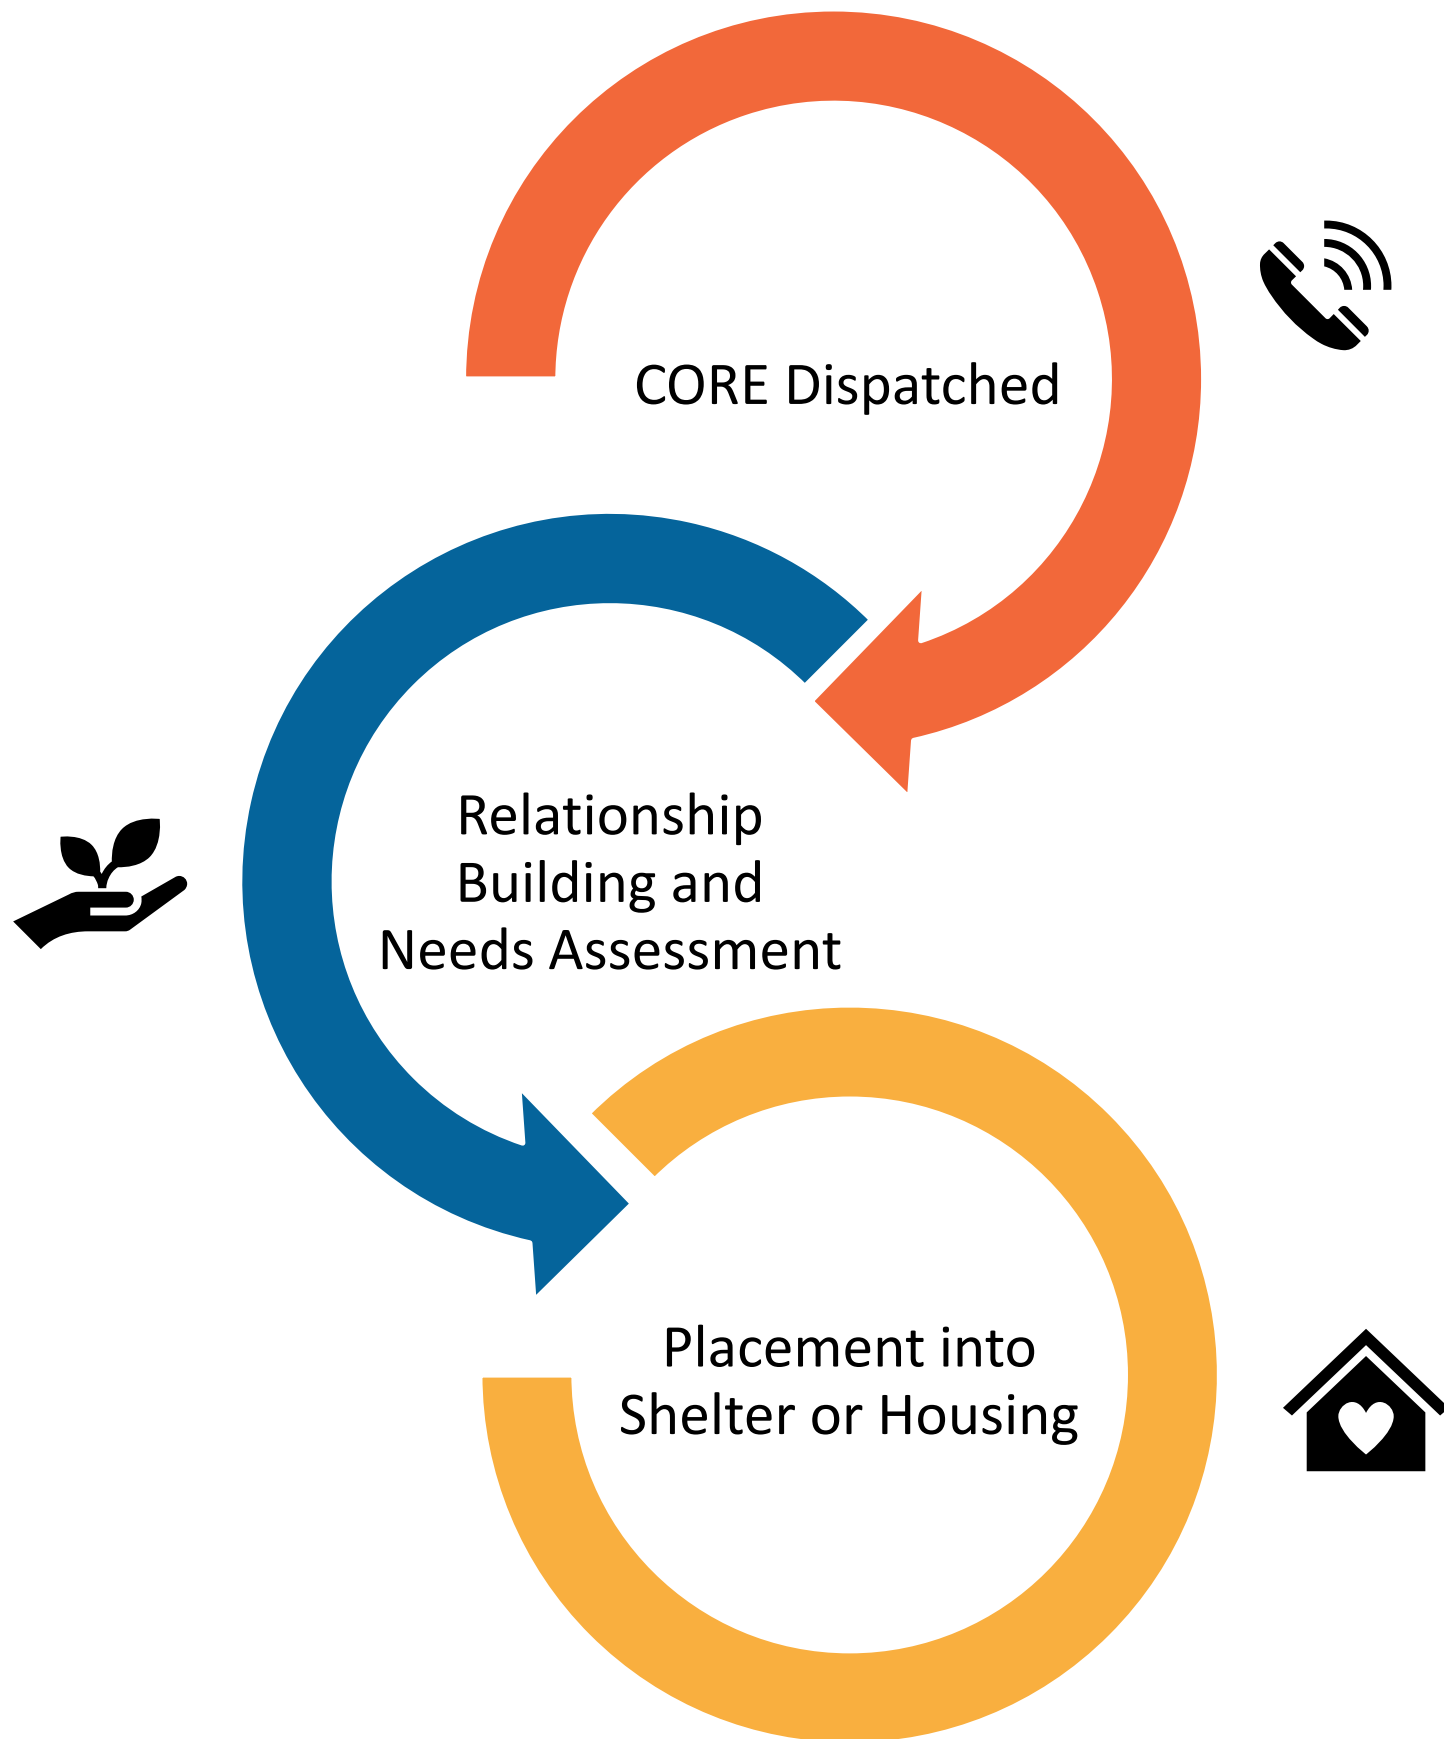 CORE Dispatched
Relationship
Building and
Needs Assessment
Placement into
Shelter or Housing